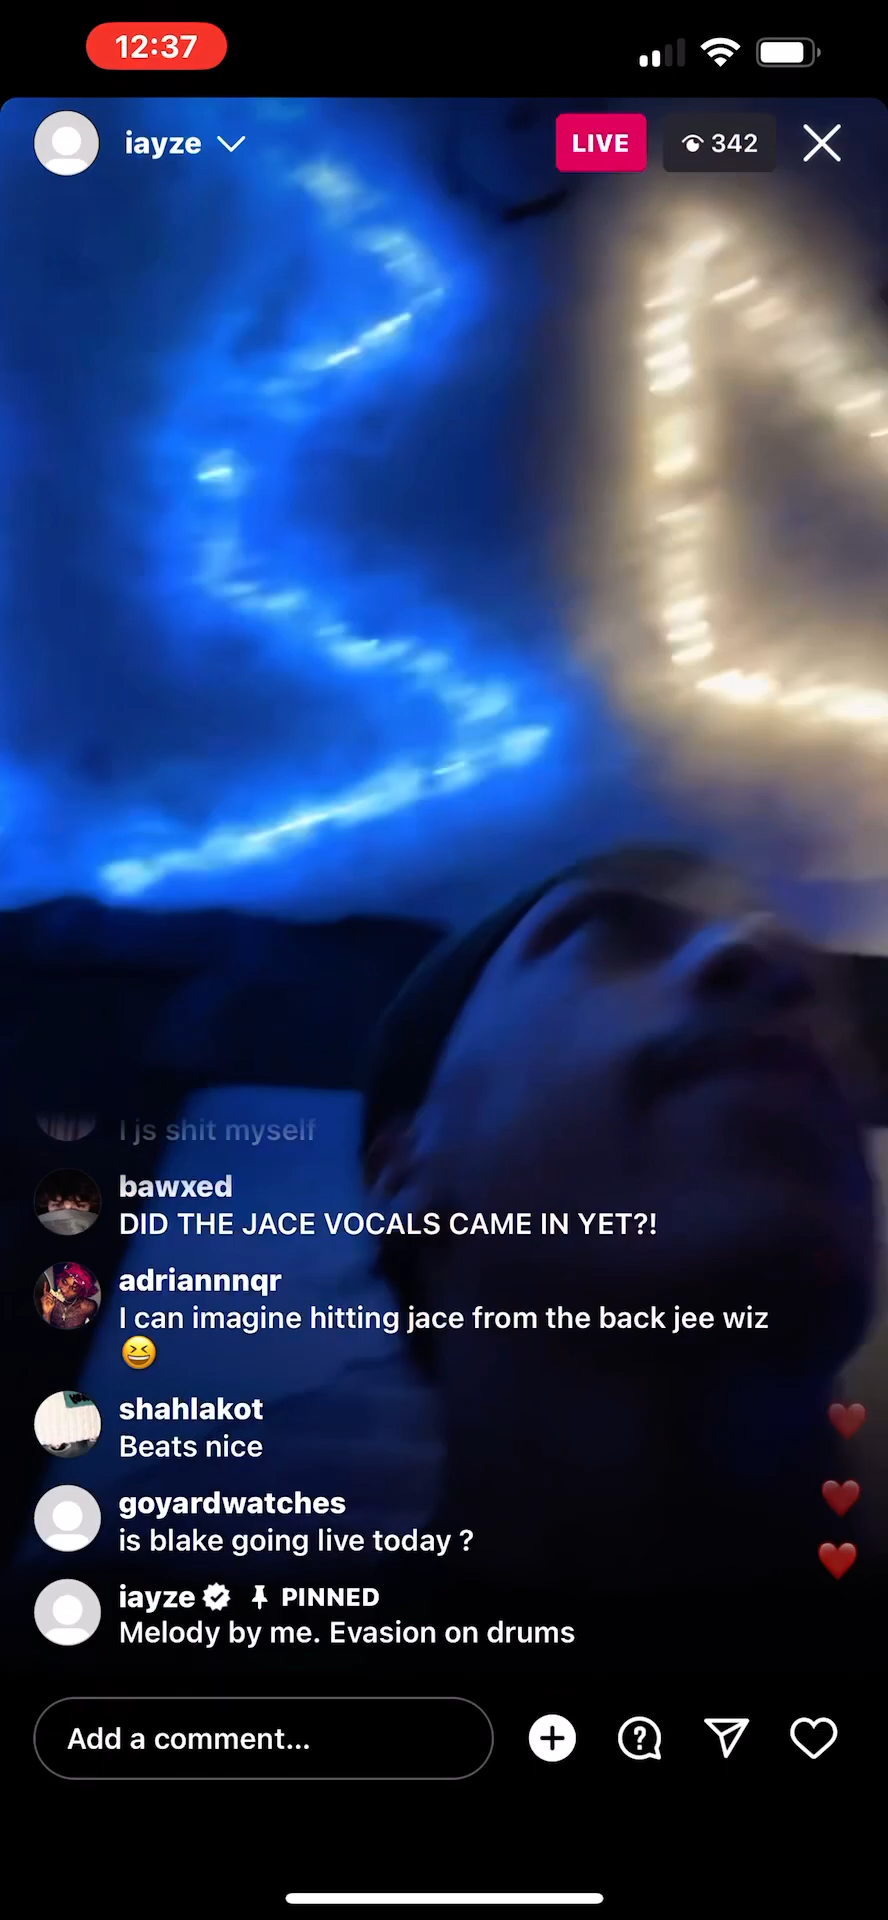 12:37
iayze
LIVE
342
I js shit myself
bawxed
DID THE JACE VOCALS CAME IN YET?!
adriannnqr
I can imagine hitting jace from the back jee wiz
😆
shahlakot
Beats nice
goyardwatches
is blake going live today ?
iayze PINNED
Melody by me. Evasion on drums
Add a comment...